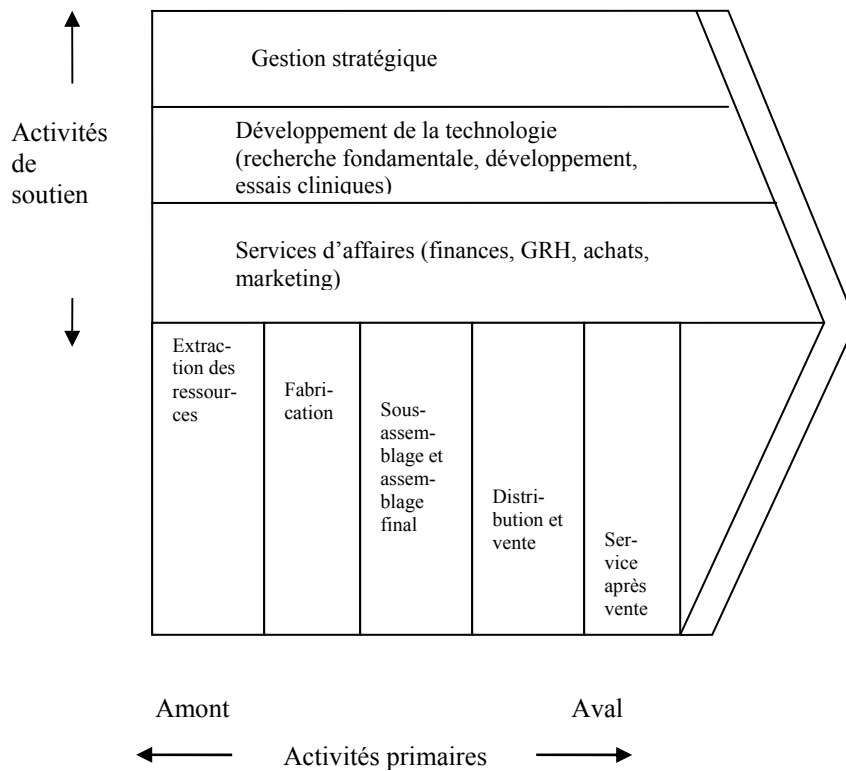 Gestion stratégique
Activités
de
soutien
Développement de la technologie
(recherche fondamentale, développement,
essais cliniques)
Services d’affaires (finances, GRH, achats,
marketing)
Extrac-
tion des
ressour-
ces
Fabri-
cation
Sous-
assem-
blage et
assem-
blage
final
Distri-
bution et
vente
Ser-
vice
après
vente
Amont
Aval
Activités primaires